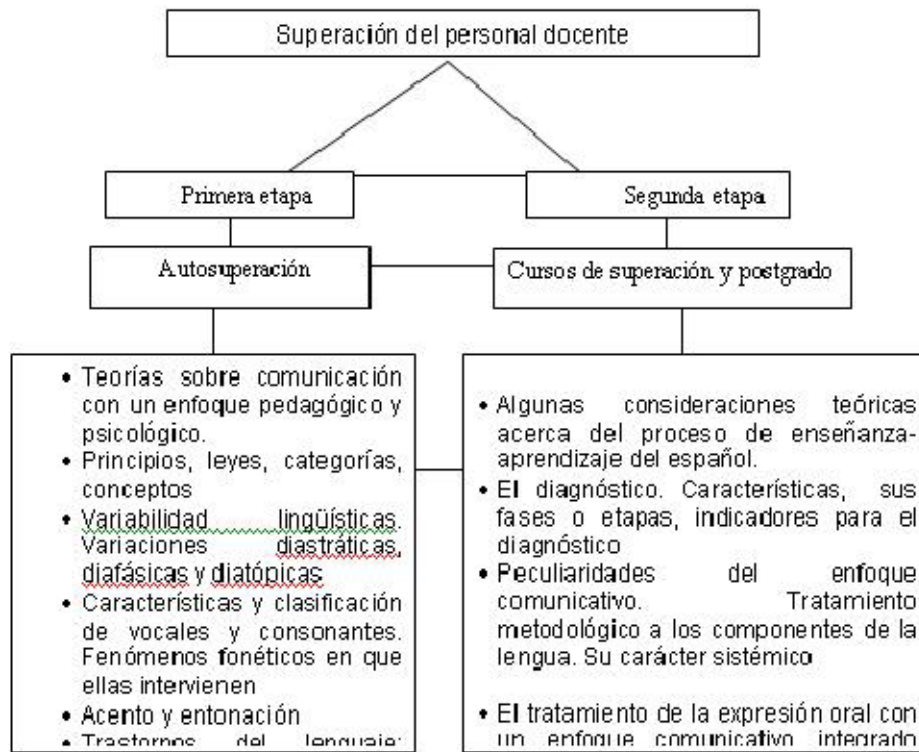 Superación del personal docente
Primera etapa
Segunda etapa
Autosuperación
Cursos de superación y postgrado
• Teorías sobre comunicación
con un enfoque pedagógico y
psicológico.
• Principios, leyes, categorías,
conceptos
• Variabilidad lingüísticas.
Variaciones diastráticas,
diafásicas y diatópicas
• Características y clasificación
de vocales y consonantes.
Fenómenos fonéticos en que
ellas intervienen
• Acento y entonación
• Trastornos del lenguaje:
• Algunas consideraciones teóricas
acerca del proceso de enseñanza-
aprendizaje del español.
• El diagnóstico. Características, sus
fases o etapas, indicadores para el
diagnóstico
• Peculiaridades del enfoque
comunicativo. Tratamiento
metodológico a los componentes de la
lengua. Su carácter sistémico
• El tratamiento de la expresión oral con
un enfoque comunicativo integrado